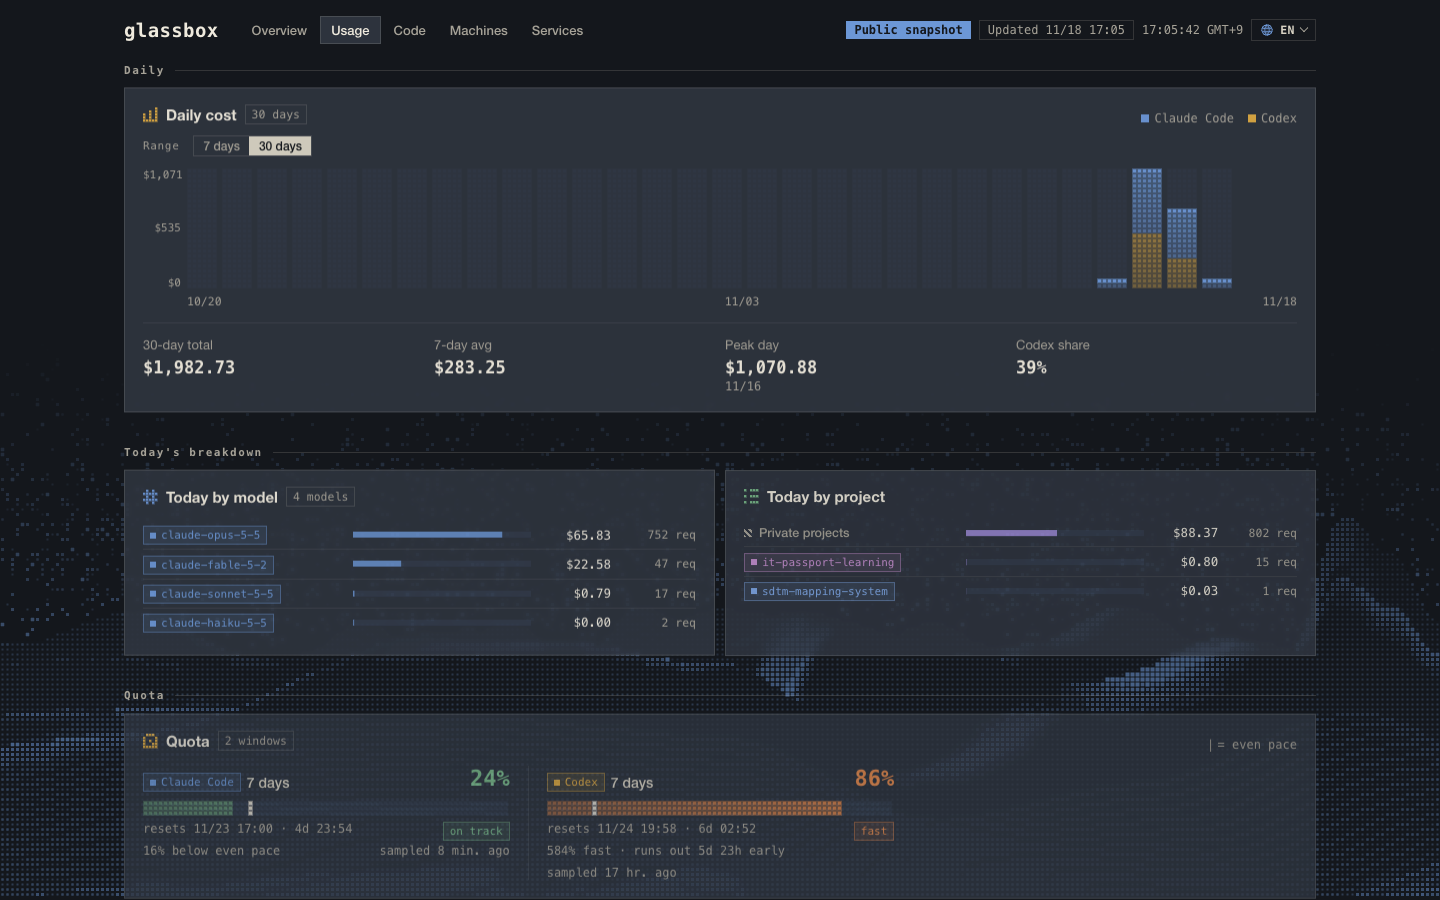 glassbox Overview Usage Code Machines Services Public snapshot Updated 11/18 17:05 17:05:42 GMT+9 EN
Daily
Daily cost 30 days
Claude Code Codex
Range 7 days 30 days
$1,071
$535
$0
10/20 11/03 11/18
30-day total 7-day avg Peak day Codex share
$1,982.73 $283.25 $1,070.88 39%
11/16
Today's breakdown
Today by model 4 models
claude-opus-5-5 $65.83 752 req
claude-fable-5-2 $22.58 47 req
claude-sonnet-5-5 $0.79 17 req
claude-haiku-5-5 $0.00 2 req
Today by project
Private projects $88.37 802 req
it-passport-learning $0.80 15 req
sdtm-mapping-system $0.03 1 req
Quota
Quota 2 windows
| = even pace
Claude Code 7 days 24%
resets 11/23 17:00 · 4d 23:54 on track
16% below even pace sampled 8 min. ago
Codex 7 days 86%
resets 11/24 19:58 · 6d 02:52 fast
584% fast · runs out 5d 23h early
sampled 17 hr. ago